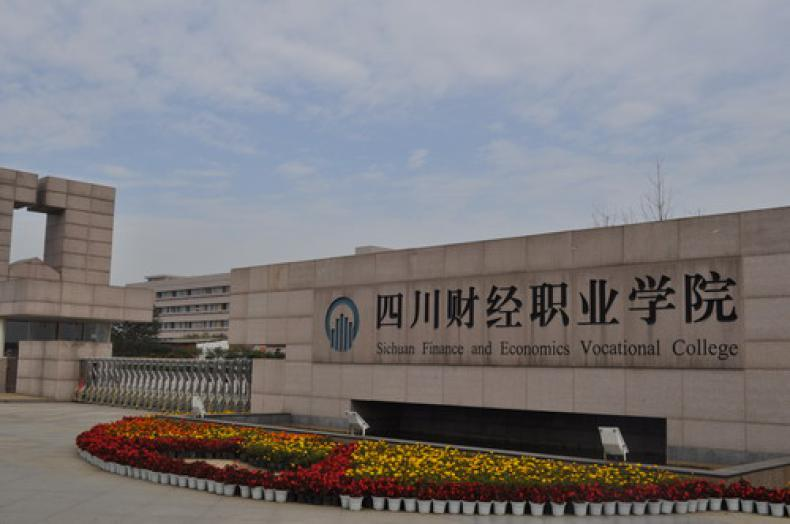 四川财经职业学院
Sichuan Finance and Economics Vocational College